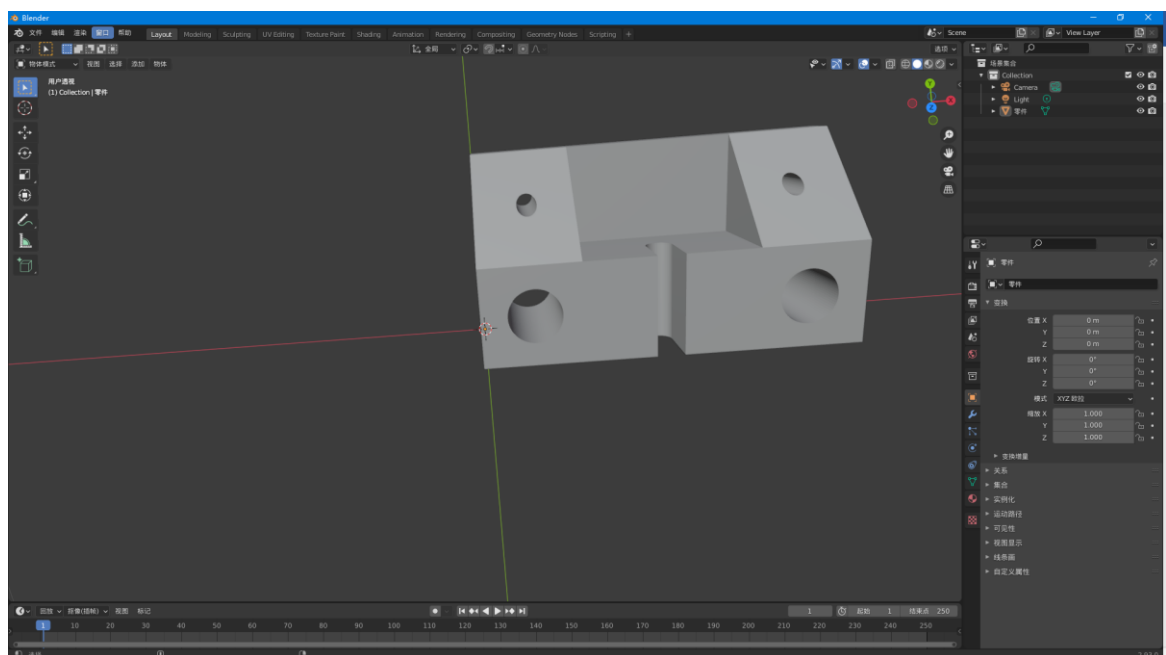 Blender
文件 编辑 渲染 窗口 帮助 Layout Modeling Sculpting UV Editing Texture Paint Shading Animation Rendering Compositing Geometry Nodes Scripting + Scene View Layer
全局 选项
物体模式 视图 选择 添加 物体
用户透视
(1) Collection | 零件
Y
X
Z
场景集合
Collection
Camera
Light
零件
零件
零件
变换
位置 X 0 m
Y 0 m
Z 0 m
旋转 X 0°
Y 0°
Z 0°
模式 XYZ 欧拉
缩放 X 1.000
Y 1.000
Z 1.000
变换增量
关系
集合
实例化
运动路径
可见性
视图显示
线条画
自定义属性
回放 抠像(插帧) 视图 标记 1 起始 1 结束点 250
1 10 20 30 40 50 60 70 80 90 100 110 120 130 140 150 160 170 180 190 200 210 220 230 240 250